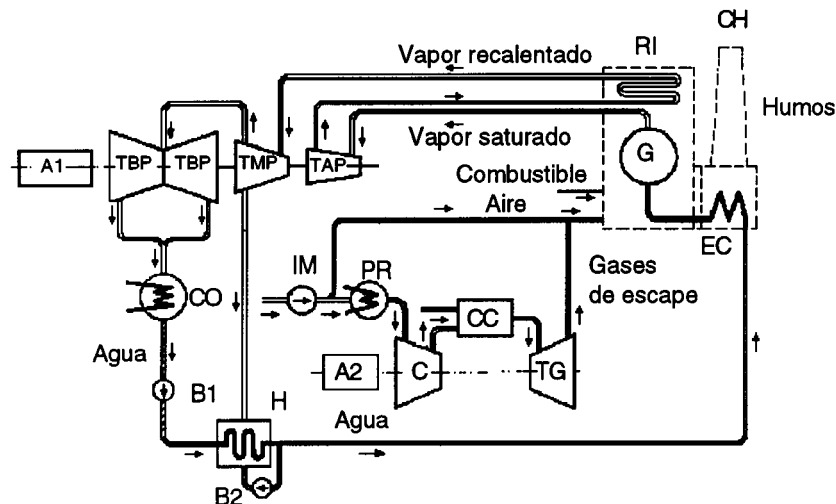 CH
RI
Vapor recalentado
Humos
Vapor saturado
G
A1
TBP
TBP
TMP
TAP
Combustible
Aire
EC
IM
PR
Gases
de escape
CO
CC
Agua
A2
C
TG
B1
H
Agua
B2